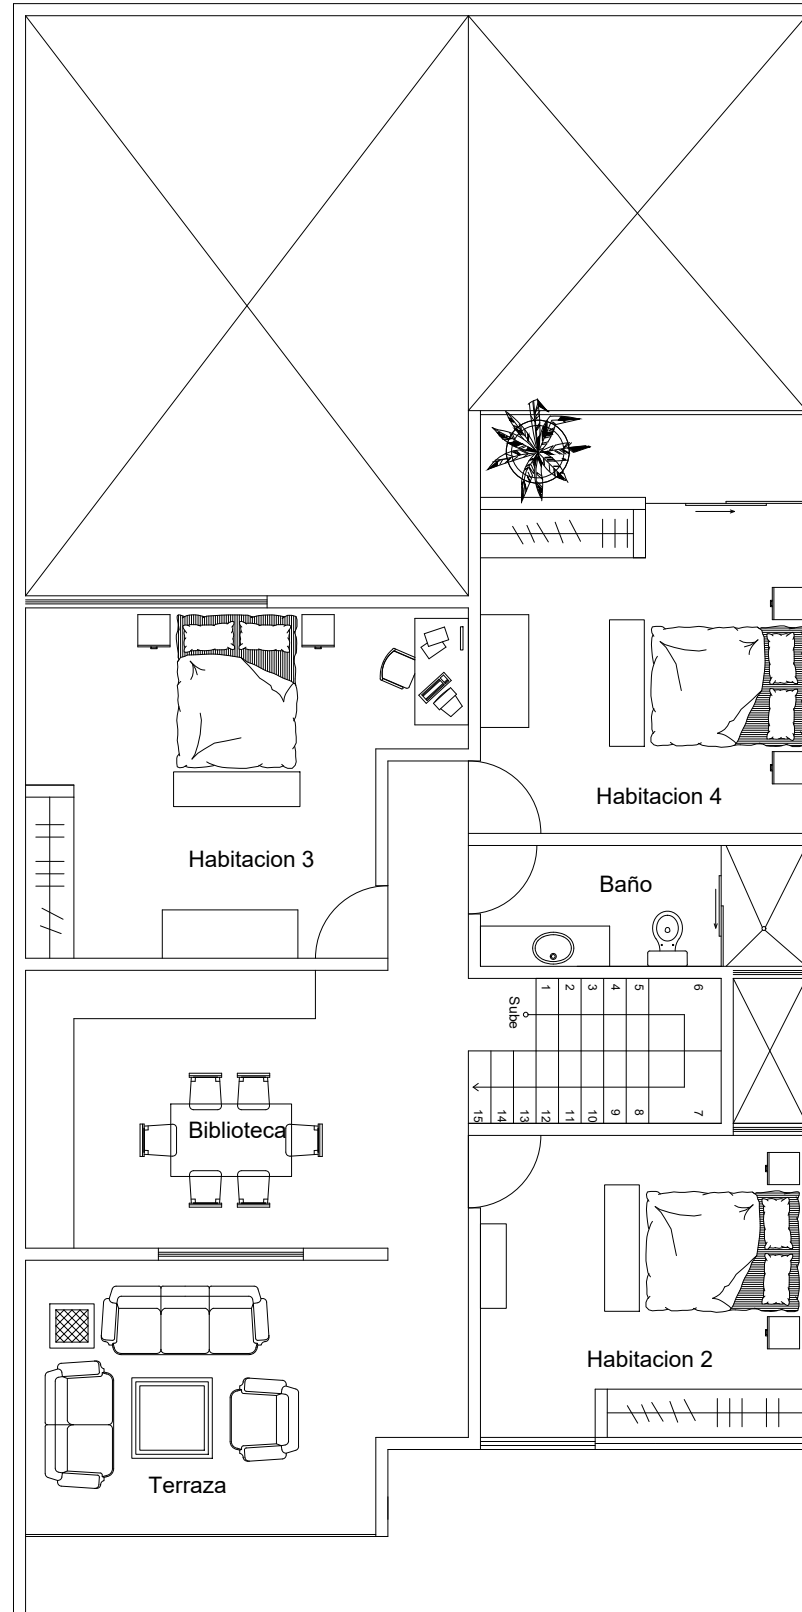 Habitacion 4
Habitacion 3
Baño
1 2 3 4 5 6
Sube
15 14 13 12 11 10 9 8 7
Biblioteca
Habitacion 2
Terraza